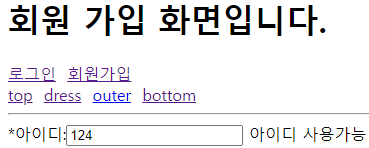 회원 가입 화면입니다.
로그인 회원가입
top dress outer bottom
*아이디:124 아이디 사용가능